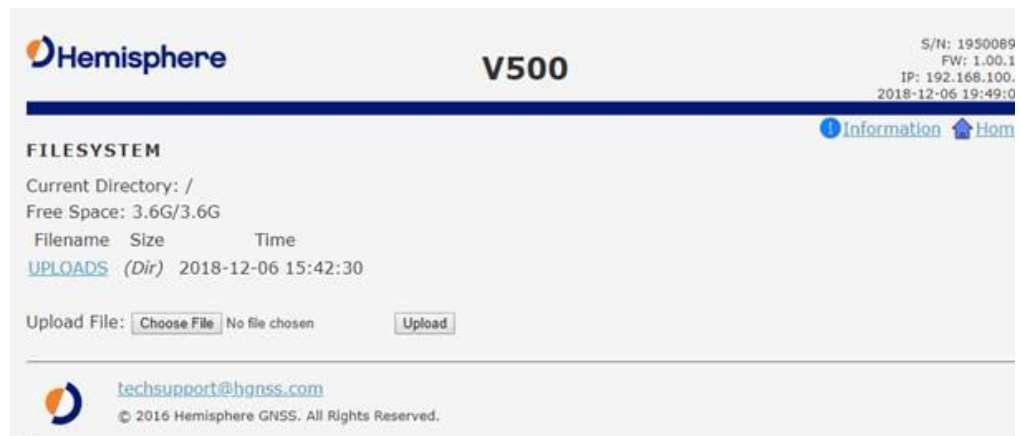 Hemisphere
V500
S/N: 1950089
FW: 1.00.1
IP: 192.168.100.
2018-12-06 19:49:0
Information Hom
FILESYSTEM
Current Directory: /
Free Space: 3.6G/3.6G
Filename Size Time
UPLOADS (Dir) 2018-12-06 15:42:30
Upload File: Choose File No file chosen Upload
techsupport@hgnss.com
© 2016 Hemisphere GNSS. All Rights Reserved.